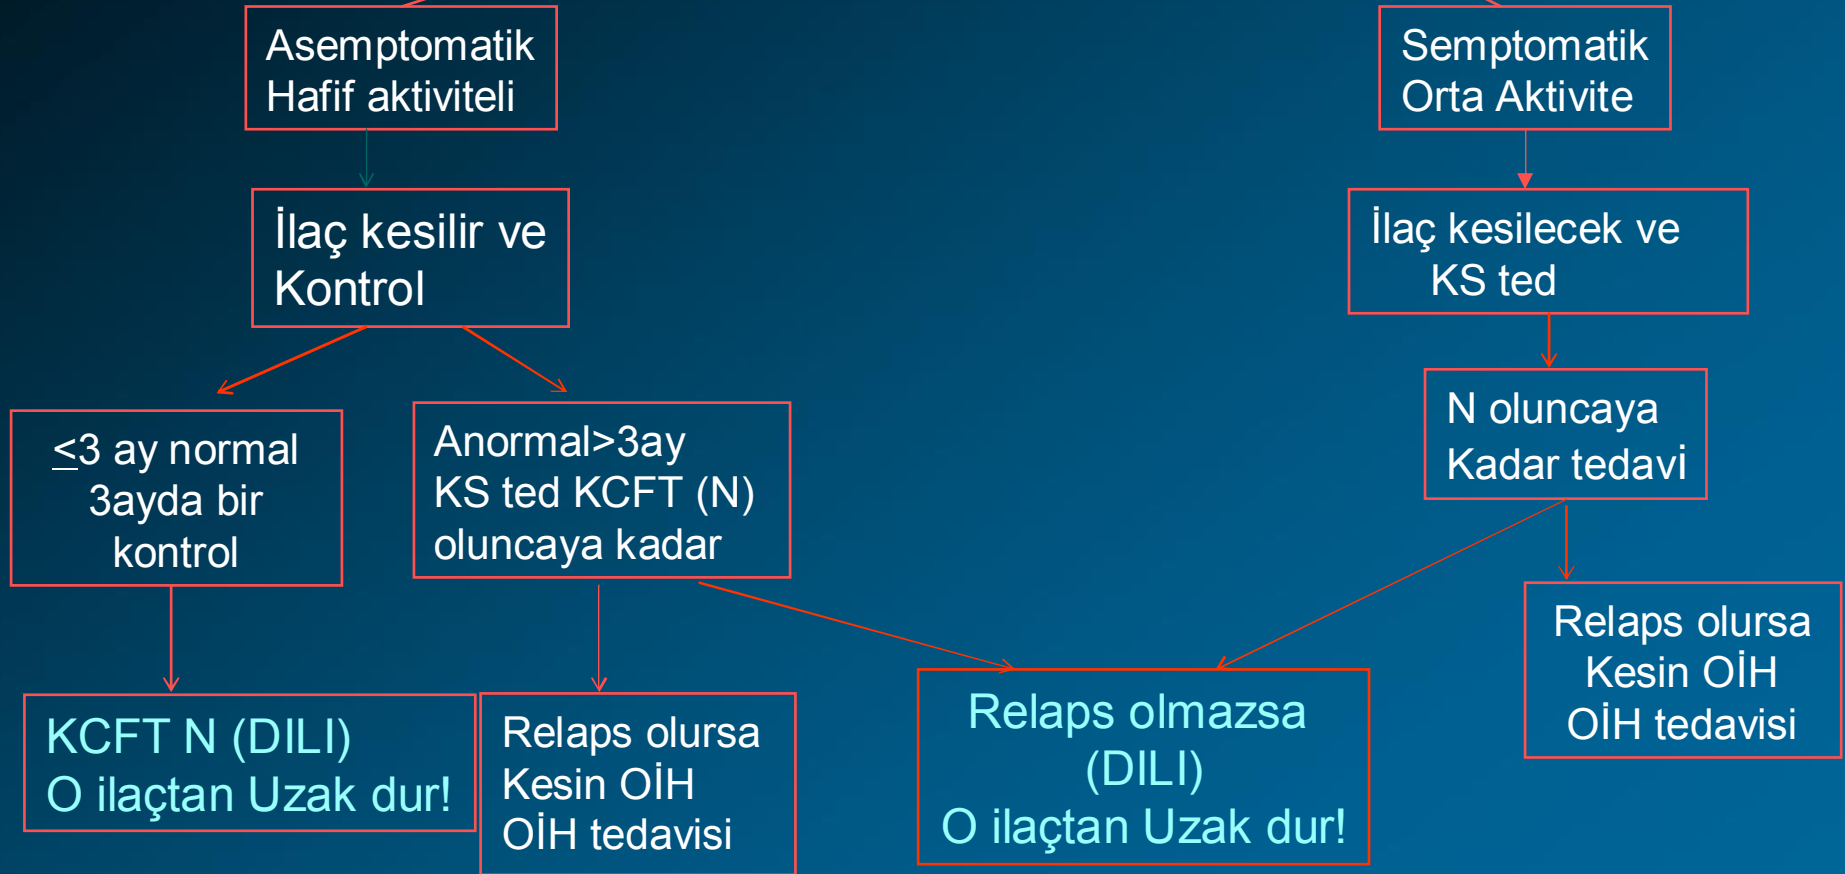 Asemptomatik
Hafif aktiviteli
Semptomatik
Orta Aktivite
İlaç kesilir ve
Kontrol
İlaç kesilecek ve
KS ted
<3 ay normal
3ayda bir
kontrol
Anormal>3ay
KS ted KCFT (N)
oluncaya kadar
N oluncaya
Kadar tedavi
KCFT N (DILI)
O ilaçtan Uzak dur!
Relaps olursa
Kesin OİH
OİH tedavisi
Relaps olmazsa
(DILI)
O ilaçtan Uzak dur!
Relaps olursa
Kesin OİH
OİH tedavisi